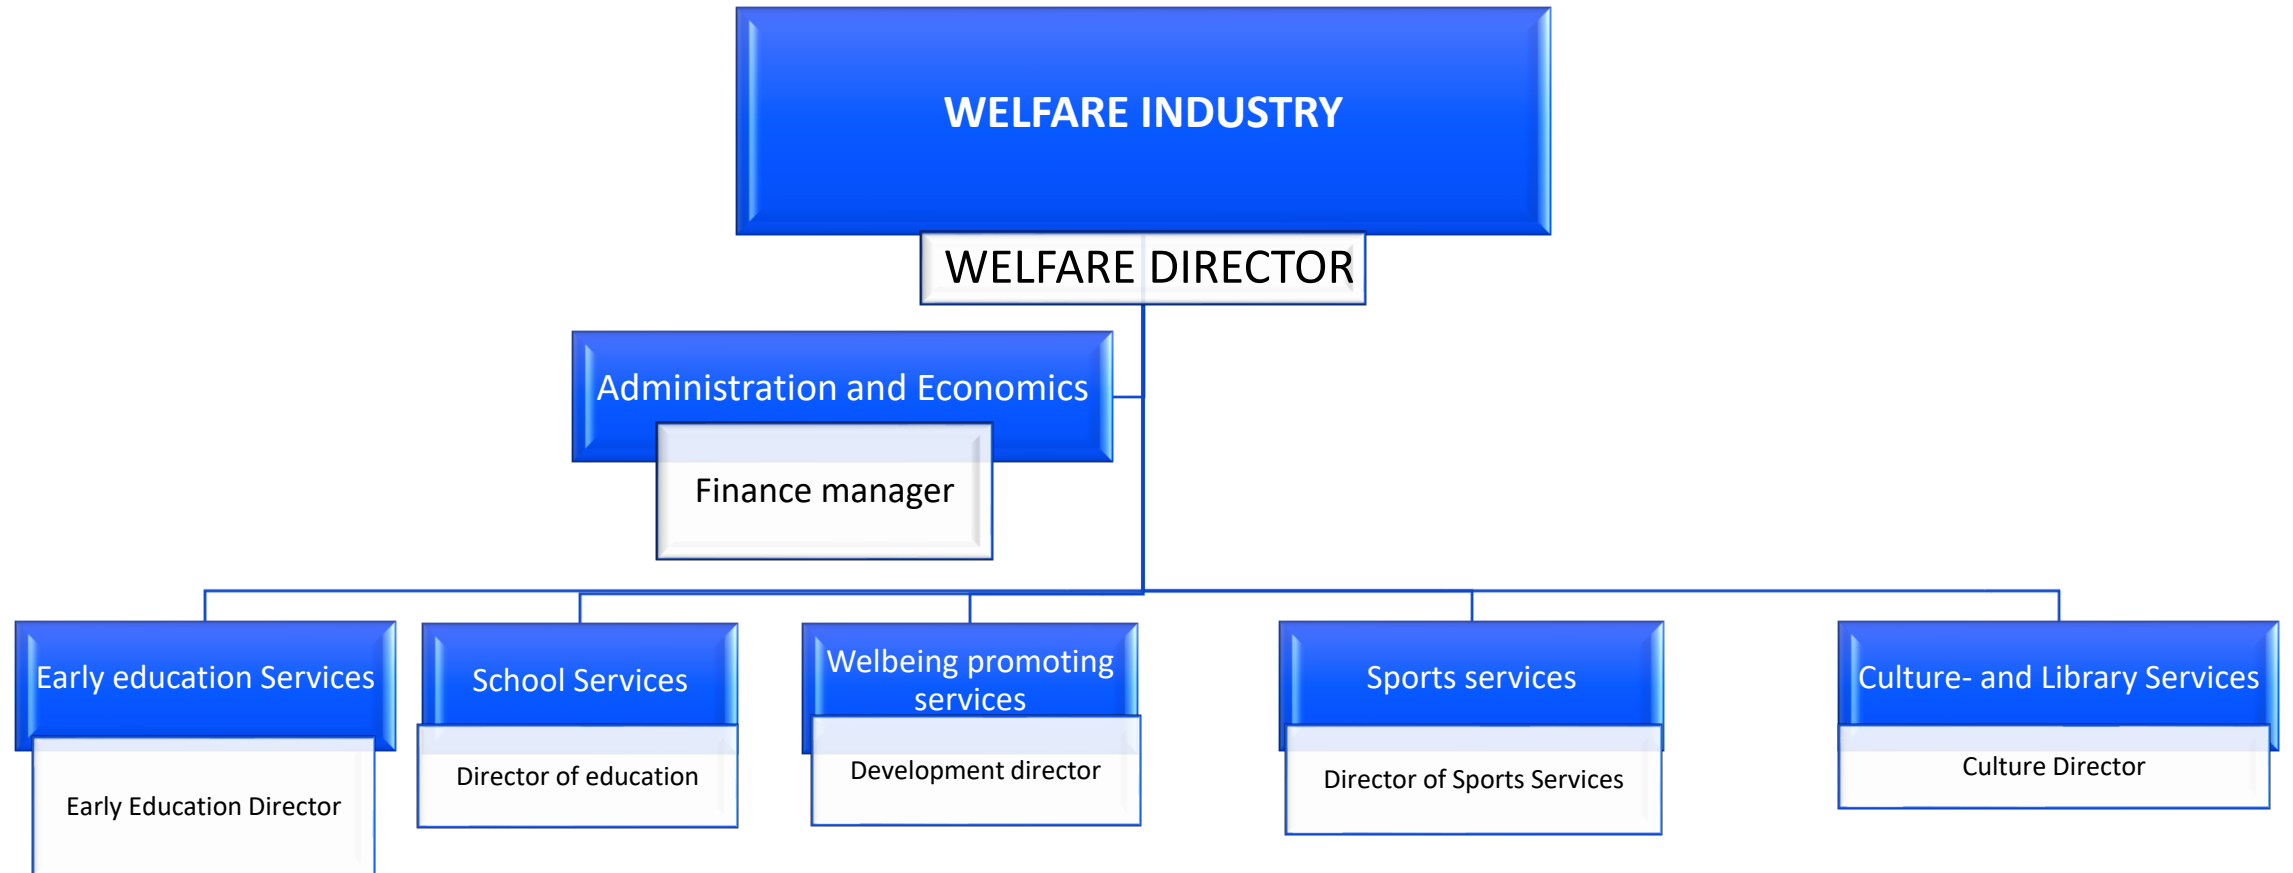 WELFARE INDUSTRY
WELFARE DIRECTOR
Administration and Economics
Finance manager
Early education Services
Early Education Director
School Services
Director of education
Welbeing promoting
services
Development director
Sports services
Director of Sports Services
Culture- and Library Services
Culture Director